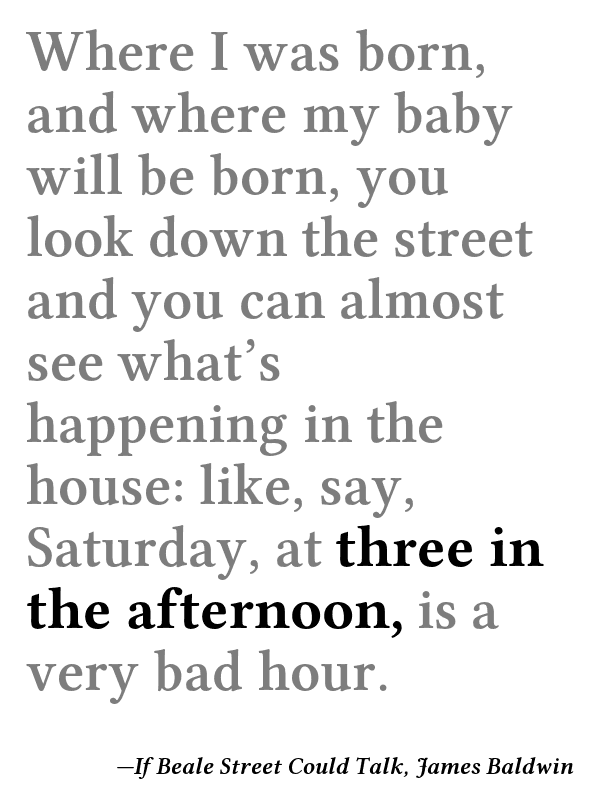 Where I was born,
and where my baby
will be born, you
look down the street
and you can almost
see what’s
happening in the
house: like, say,
Saturday, at three in
the afternoon, is a
very bad hour.
—If Beale Street Could Talk, James Baldwin